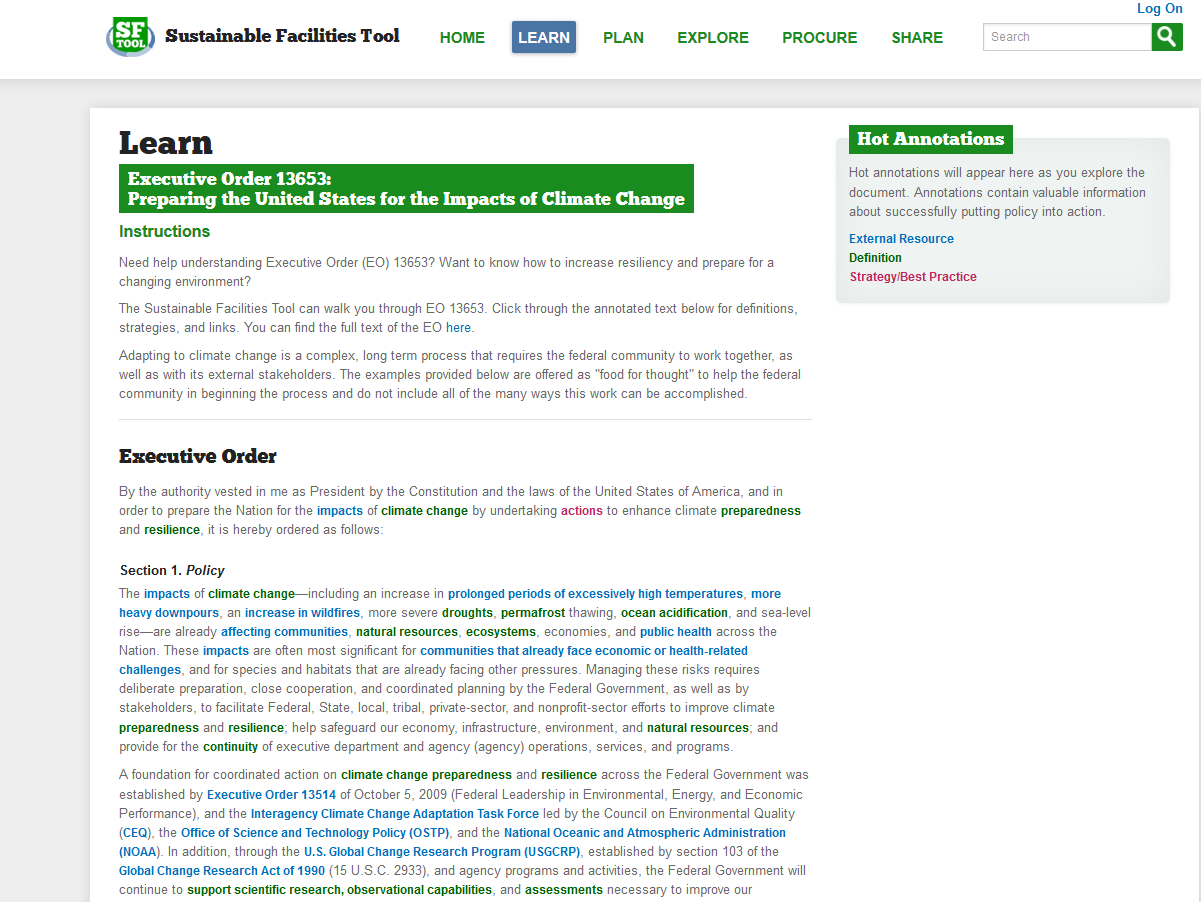 Log On
SF TOOL
Sustainable Facilities Tool
HOME LEARN PLAN EXPLORE PROCURE SHARE
Search
Learn
Executive Order 13653:
Preparing the United States for the Impacts of Climate Change
Instructions
Need help understanding Executive Order (EO) 13653? Want to know how to increase resiliency and prepare for a
changing environment?
The Sustainable Facilities Tool can walk you through EO 13653. Click through the annotated text below for definitions,
strategies, and links. You can find the full text of the EO here.
Adapting to climate change is a complex, long term process that requires the federal community to work together, as
well as with its external stakeholders. The examples provided below are offered as "food for thought" to help the federal
community in beginning the process and do not include all of the many ways this work can be accomplished.
Executive Order
By the authority vested in me as President by the Constitution and the laws of the United States of America, and in
order to prepare the Nation for the impacts of climate change by undertaking actions to enhance climate preparedness
and resilience, it is hereby ordered as follows:
Section 1. Policy
The impacts of climate change—including an increase in prolonged periods of excessively high temperatures, more
heavy downpours, an increase in wildfires, more severe droughts, permafrost thawing, ocean acidification, and sea-level
rise—are already affecting communities, natural resources, ecosystems, economies, and public health across the
Nation. These impacts are often most significant for communities that already face economic or health-related
challenges, and for species and habitats that are already facing other pressures. Managing these risks requires
deliberate preparation, close cooperation, and coordinated planning by the Federal Government, as well as by
stakeholders, to facilitate Federal, State, local, tribal, private-sector, and nonprofit-sector efforts to improve climate
preparedness and resilience; help safeguard our economy, infrastructure, environment, and natural resources; and
provide for the continuity of executive department and agency (agency) operations, services, and programs.
A foundation for coordinated action on climate change preparedness and resilience across the Federal Government was
established by Executive Order 13514 of October 5, 2009 (Federal Leadership in Environmental, Energy, and Economic
Performance), and the Interagency Climate Change Adaptation Task Force led by the Council on Environmental Quality
(CEQ), the Office of Science and Technology Policy (OSTP), and the National Oceanic and Atmospheric Administration
(NOAA). In addition, through the U.S. Global Change Research Program (USGCRP), established by section 103 of the
Global Change Research Act of 1990 (15 U.S.C. 2933), and agency programs and activities, the Federal Government will
continue to support scientific research, observational capabilities, and assessments necessary to improve our
Hot Annotations
Hot annotations will appear here as you explore the
document. Annotations contain valuable information
about successfully putting policy into action.
External Resource
Definition
Strategy/Best Practice